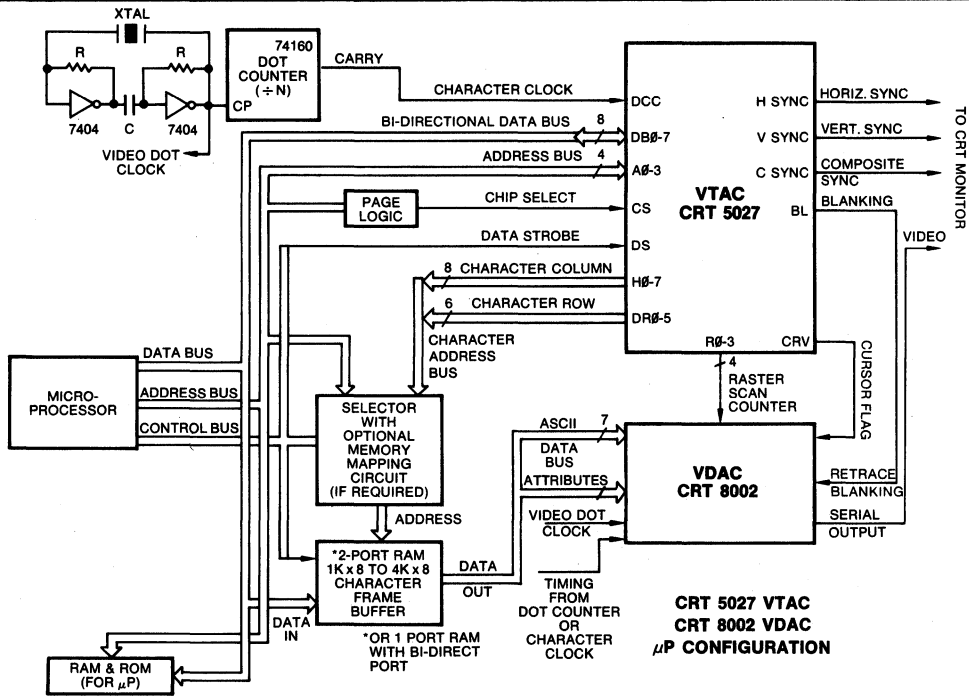 XTAL
R
R
7404
C
7404
VIDEO DOT
CLOCK
74160
DOT
COUNTER
(÷N)
CP
CARRY
CHARACTER CLOCK
BI-DIRECTIONAL DATA BUS
8
ADDRESS BUS
4
PAGE
LOGIC
CHIP SELECT
DATA STROBE
8
CHARACTER COLUMN
6
CHARACTER ROW
CHARACTER
ADDRESS
BUS
DCC
DBØ-7
AØ-3
CS
DS
HØ-7
DRØ-5
VTAC
CRT 5027
H SYNC
V SYNC
C SYNC
BL
RØ-3
CRV
HORIZ. SYNC
VERT. SYNC
COMPOSITE
SYNC
BLANKING
VIDEO
TO CRT MONITOR
4
RASTER
SCAN
COUNTER
CURSOR FLAG
MICRO-
PROCESSOR
DATA BUS
ADDRESS BUS
CONTROL BUS
SELECTOR
WITH
OPTIONAL
MEMORY
MAPPING
CIRCUIT
(IF REQUIRED)
ADDRESS
*2-PORT RAM
1K x 8 TO 4K x 8
CHARACTER
FRAME
BUFFER
DATA
IN
DATA
OUT
*OR 1 PORT RAM
WITH BI-DIRECT
PORT
ASCII
7
DATA
BUS
ATTRIBUTES
VIDEO DOT
CLOCK
TIMING
FROM
DOT COUNTER
OR
CHARACTER
CLOCK
VDAC
CRT 8002
RETRACE
BLANKING
SERIAL
OUTPUT
RAM & ROM
(FOR µP)
CRT 5027 VTAC
CRT 8002 VDAC
µP CONFIGURATION